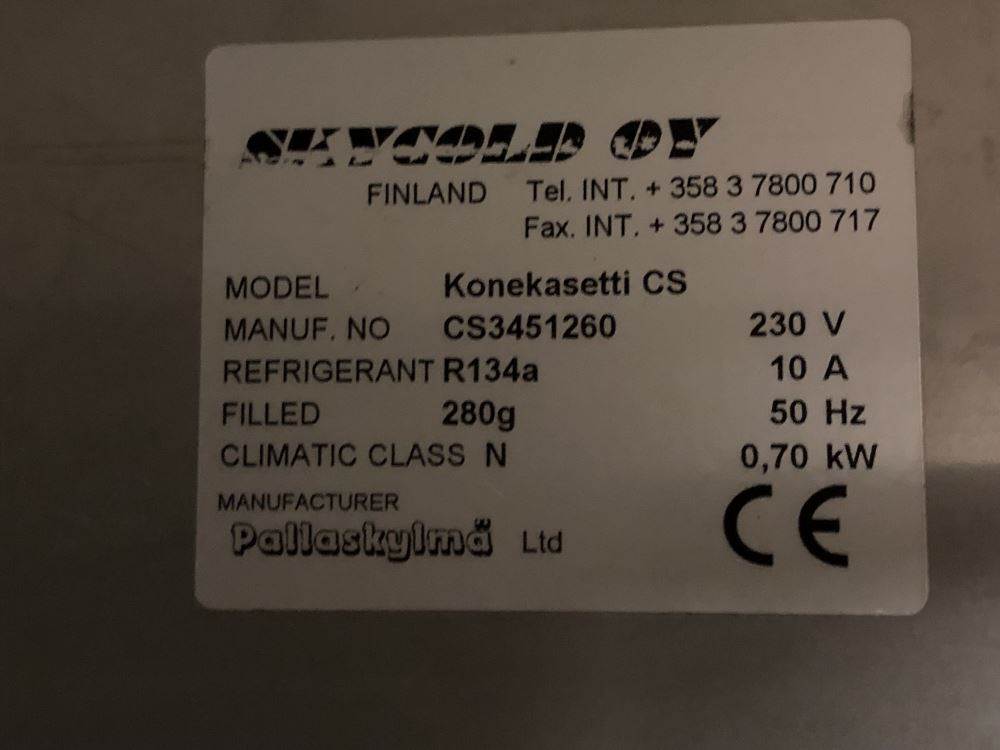 SKYCOLD OY
FINLAND Tel. INT. + 358 3 7800 710
Fax. INT. + 358 3 7800 717
MODEL Konekasetti CS
MANUF. NO CS3451260 230 V
REFRIGERANT R134a 10 A
FILLED 280g 50 Hz
CLIMATIC CLASS N 0,70 kW
MANUFACTURER
Pallaskylmä Ltd
CE